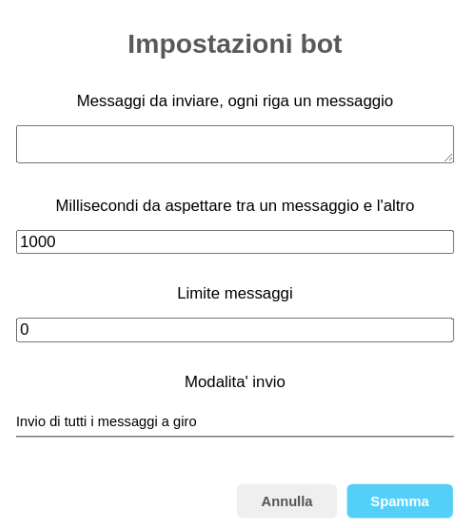 Impostazioni bot
Messaggi da inviare, ogni riga un messaggio
Millisecondi da aspettare tra un messaggio e l'altro
1000
Limite messaggi
0
Modalita' invio
Invio di tutti i messaggi a giro
Annulla
Spamma